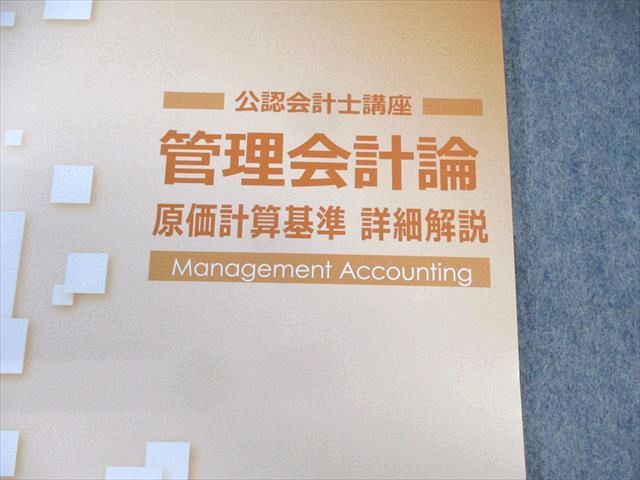 公認会計士講座
管理会計論
原価計算基準 詳細解説
Management Accounting